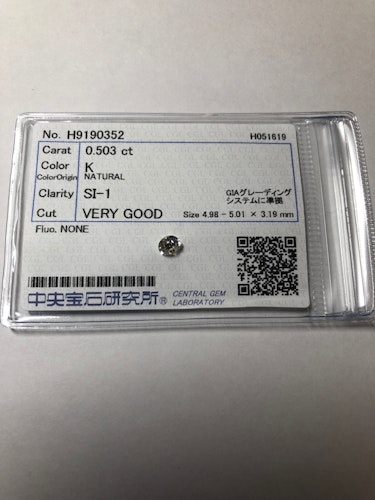 No. H9190352 H051619
Carat 0.503 ct
Color K
ColorOrigin NATURAL
Clarity SI-1 GIAグレーディング
システムに準拠
Cut VERY GOOD Size 4.98 - 5.01 × 3.19 mm
Fluo. NONE
中央宝石研究所® CENTRAL GEM
LABORATORY